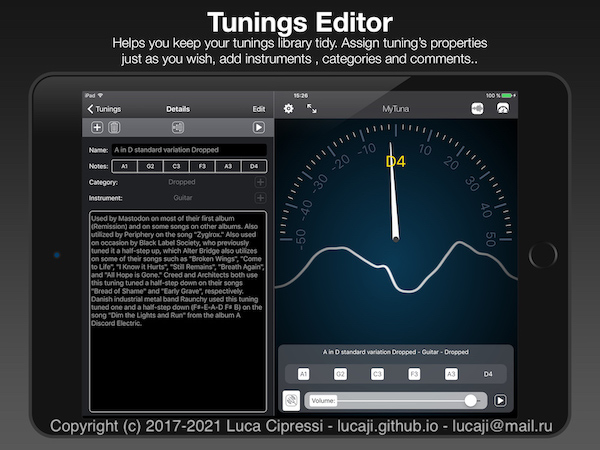 Tunings Editor
Helps you keep your tunings library tidy. Assign tuning's properties
just as you wish, add instruments , categories and comments..
iPad 15:26 100 %
Tunings Details Edit MyTuna
Name: A in D standard variation Dropped
Notes: A1 G2 C3 F3 A3 D4
Category: Dropped
Instrument: Guitar
Used by Mastodon on most of their first album
(Remission) and on some songs on other albums. Also
utilized by Periphery on the song "Zyglrox." Also used
on occasion by Black Label Society, who previously
tuned it a half-step up, which Alter Bridge also utilizes
on some of their songs such as "Broken Wings", "Come
to Life", "I Know it Hurts", "Still Remains", "Breath Again",
and "All Hope is Gone." Creed and Architects both use
this tuning tuned a half-step down on their songs
"Bread of Shame" and "Early Grave", respectively.
Danish industrial metal band Raunchy used this tuning
tuned one and a half-step down (F#-E-A-D F# B) on the
song "Dim the Lights and Run" from the album A
Discord Electric.
-50 -40 -30 -20 -10 0 +10 +20 +30 +40 50
D4
A in D standard variation Dropped - Guitar - Dropped
A1 G2 C3 F3 A3 D4
Volume:
Copyright (c) 2017-2021 Luca Cipressi - lucaji.github.io - lucaji@mail.ru